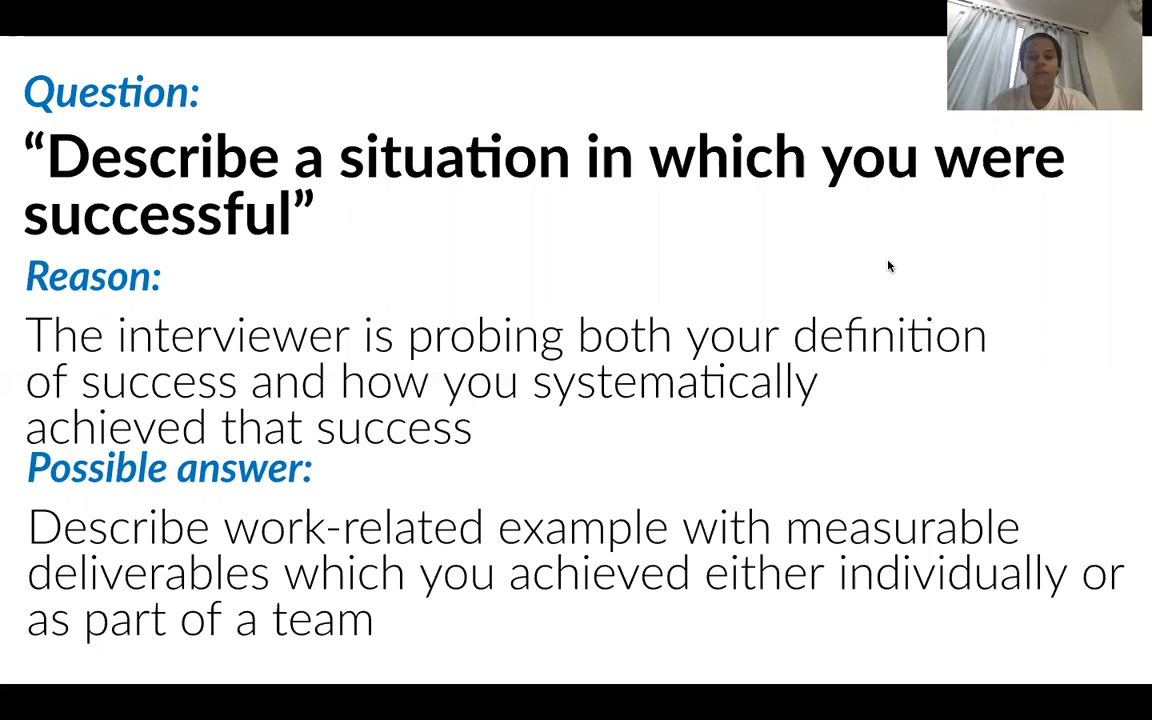 Question:
“Describe a situation in which you were
successful”
Reason:
The interviewer is probing both your definition
of success and how you systematically
achieved that success
Possible answer:
Describe work-related example with measurable
deliverables which you achieved either individually or
as part of a team